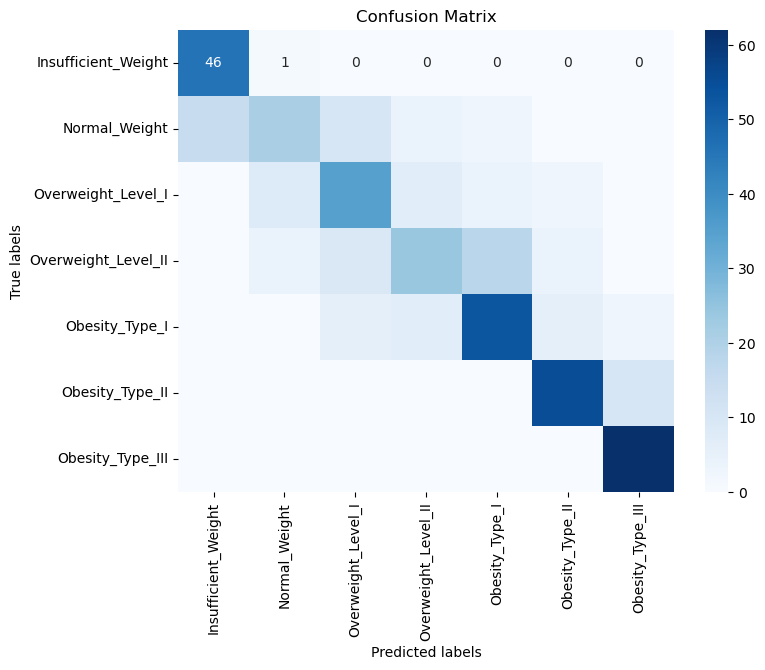 Confusion Matrix
Insufficient_Weight 46 1 0 0 0 0 0
Normal_Weight
Overweight_Level_I
Overweight_Level_II
Obesity_Type_I
Obesity_Type_II
Obesity_Type_III
True labels
Insufficient_Weight
Normal_Weight
Overweight_Level_I
Overweight_Level_II
Obesity_Type_I
Obesity_Type_II
Obesity_Type_III
Predicted labels
60
50
40
30
20
10
0